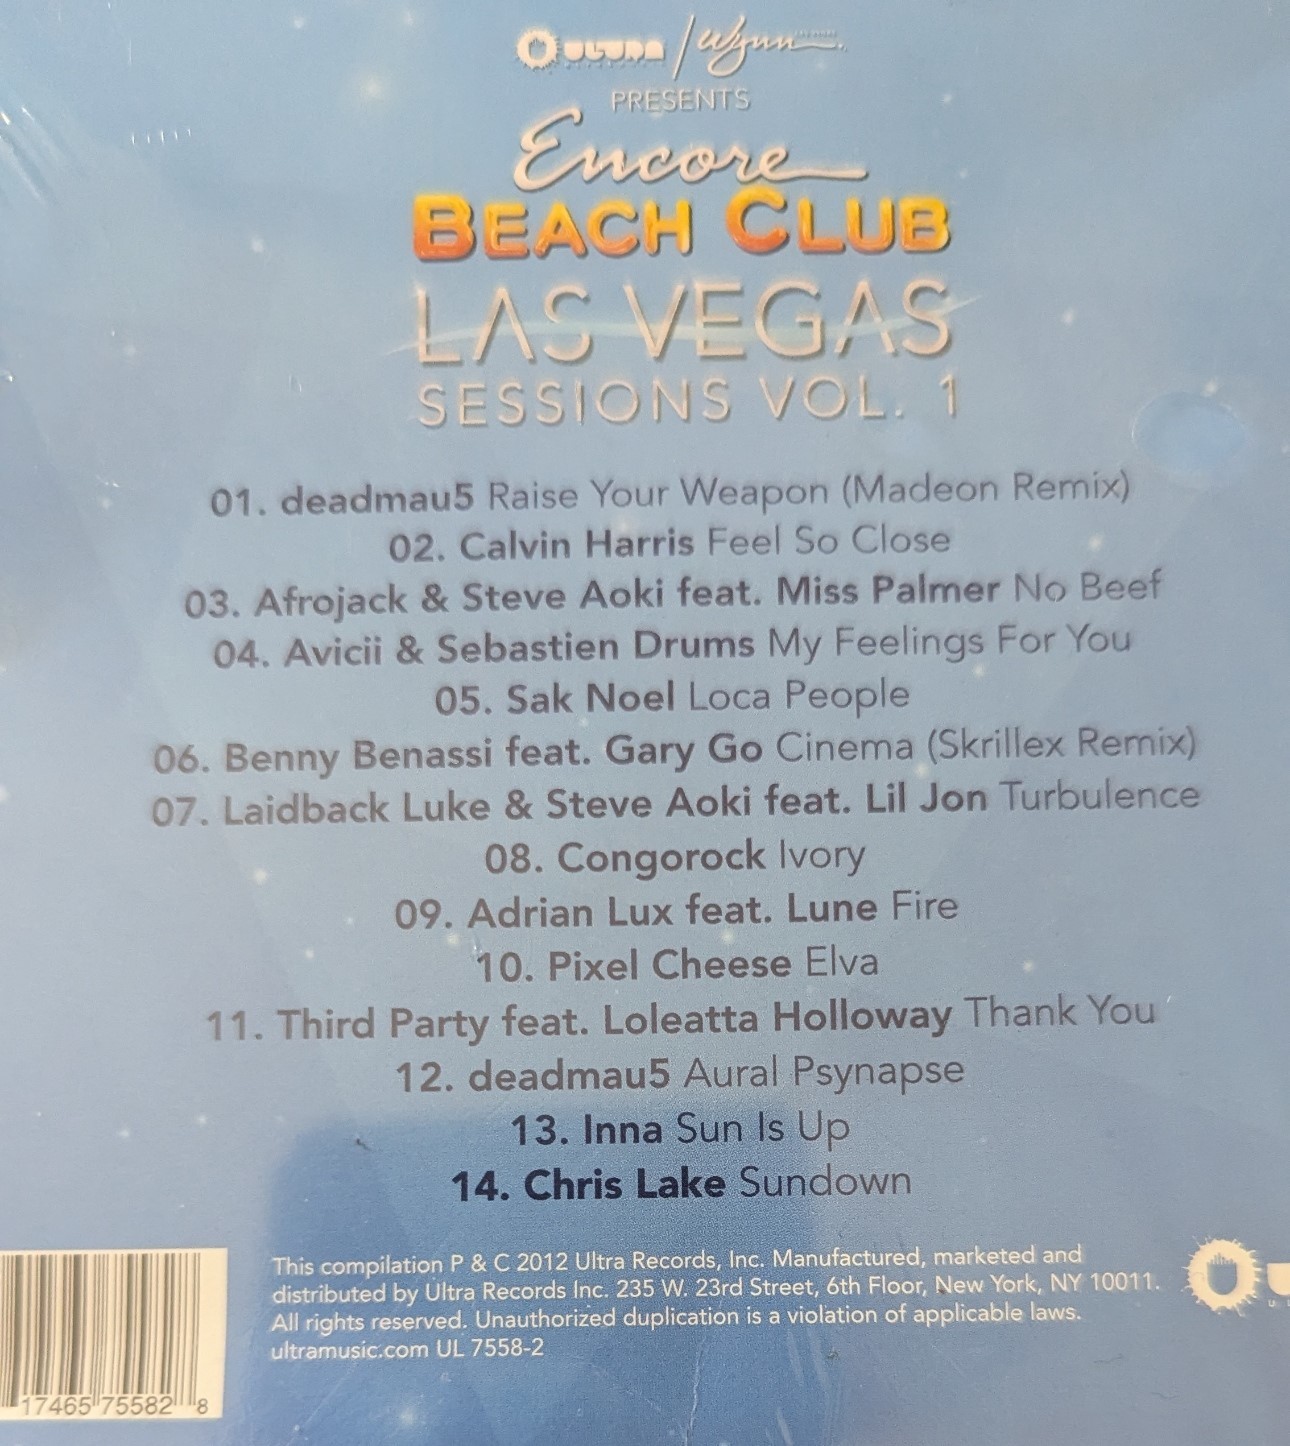 ULTRA / Wynn
PRESENTS
Encore
BEACH CLUB
LAS VEGAS
SESSIONS VOL. 1
01. deadmau5 Raise Your Weapon (Madeon Remix)
02. Calvin Harris Feel So Close
03. Afrojack & Steve Aoki feat. Miss Palmer No Beef
04. Avicii & Sebastien Drums My Feelings For You
05. Sak Noel Loca People
06. Benny Benassi feat. Gary Go Cinema (Skrillex Remix)
07. Laidback Luke & Steve Aoki feat. Lil Jon Turbulence
08. Congorock Ivory
09. Adrian Lux feat. Lune Fire
10. Pixel Cheese Elva
11. Third Party feat. Loleatta Holloway Thank You
12. deadmau5 Aural Psynapse
13. Inna Sun Is Up
14. Chris Lake Sundown
This compilation P & C 2012 Ultra Records, Inc. Manufactured, marketed and
distributed by Ultra Records Inc. 235 W. 23rd Street, 6th Floor, New York, NY 10011.
All rights reserved. Unauthorized duplication is a violation of applicable laws.
ultramusic.com UL 7558-2
17465 75582 8